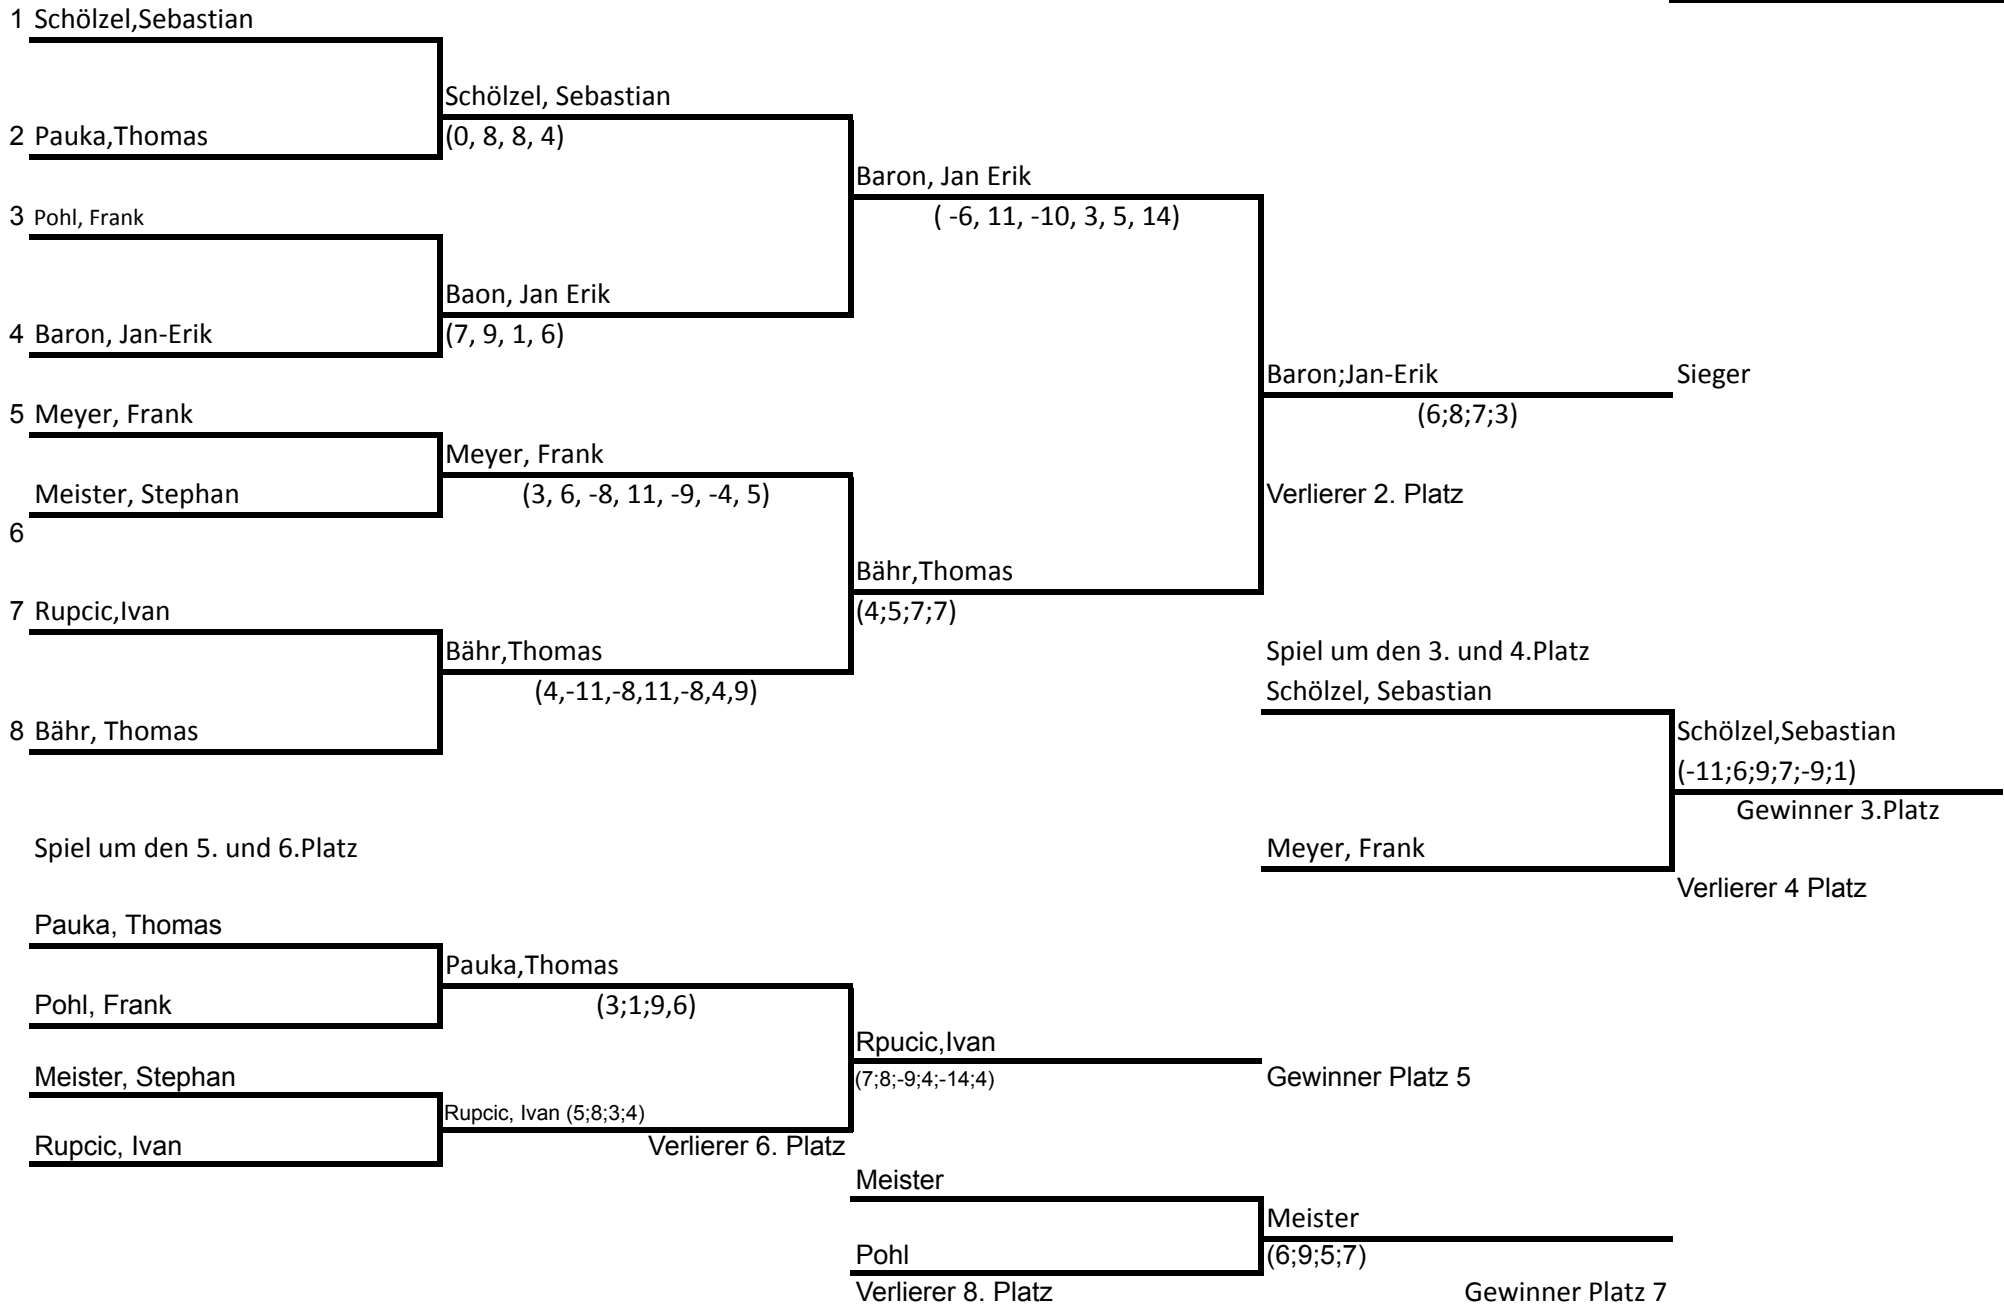 1 Schölzel,Sebastian
Schölzel, Sebastian
2 Pauka,Thomas
(0, 8, 8, 4)
Baron, Jan Erik
3 Pohl, Frank
( -6, 11, -10, 3, 5, 14)
Baon, Jan Erik
4 Baron, Jan-Erik
(7, 9, 1, 6)
Baron;Jan-Erik
Sieger
5 Meyer, Frank
(6;8;7;3)
Meyer, Frank
Meister, Stephan
(3, 6, -8, 11, -9, -4, 5)
Verlierer 2. Platz
6
Bähr,Thomas
7 Rupcic,Ivan
(4;5;7;7)
Bähr,Thomas
Spiel um den 3. und 4.Platz
(4,-11,-8,11,-8,4,9)
Schölzel, Sebastian
8 Bähr, Thomas
Schölzel,Sebastian
(-11;6;9;7;-9;1)
Gewinner 3.Platz
Spiel um den 5. und 6.Platz
Meyer, Frank
Verlierer 4 Platz
Pauka, Thomas
Pauka,Thomas
Pohl, Frank
(3;1;9,6)
Rpucic,Ivan
Meister, Stephan
(7;8;-9;4;-14;4)
Gewinner Platz 5
Rupcic, Ivan (5;8;3;4)
Rupcic, Ivan
Verlierer 6. Platz
Meister
Meister
Pohl
(6;9;5;7)
Verlierer 8. Platz
Gewinner Platz 7